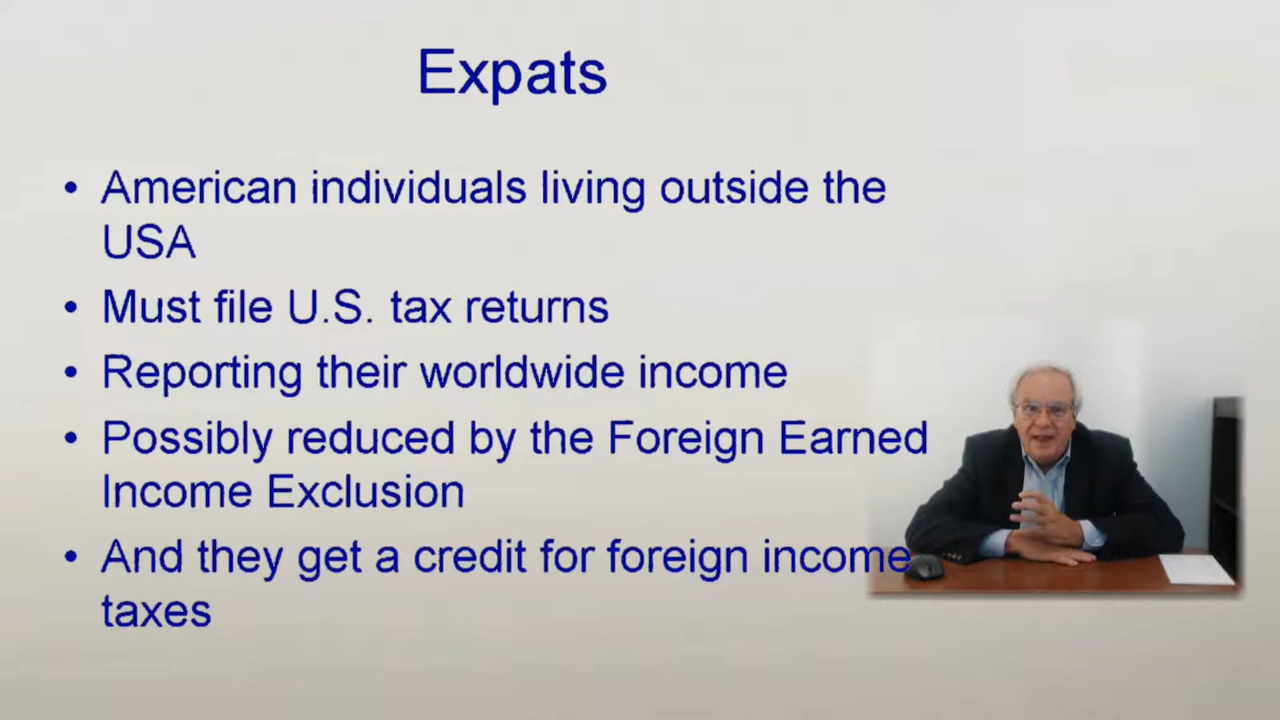 Expats
• American individuals living outside the
USA
• Must file U.S. tax returns
• Reporting their worldwide income
• Possibly reduced by the Foreign Earned
Income Exclusion
• And they get a credit for foreign income
taxes